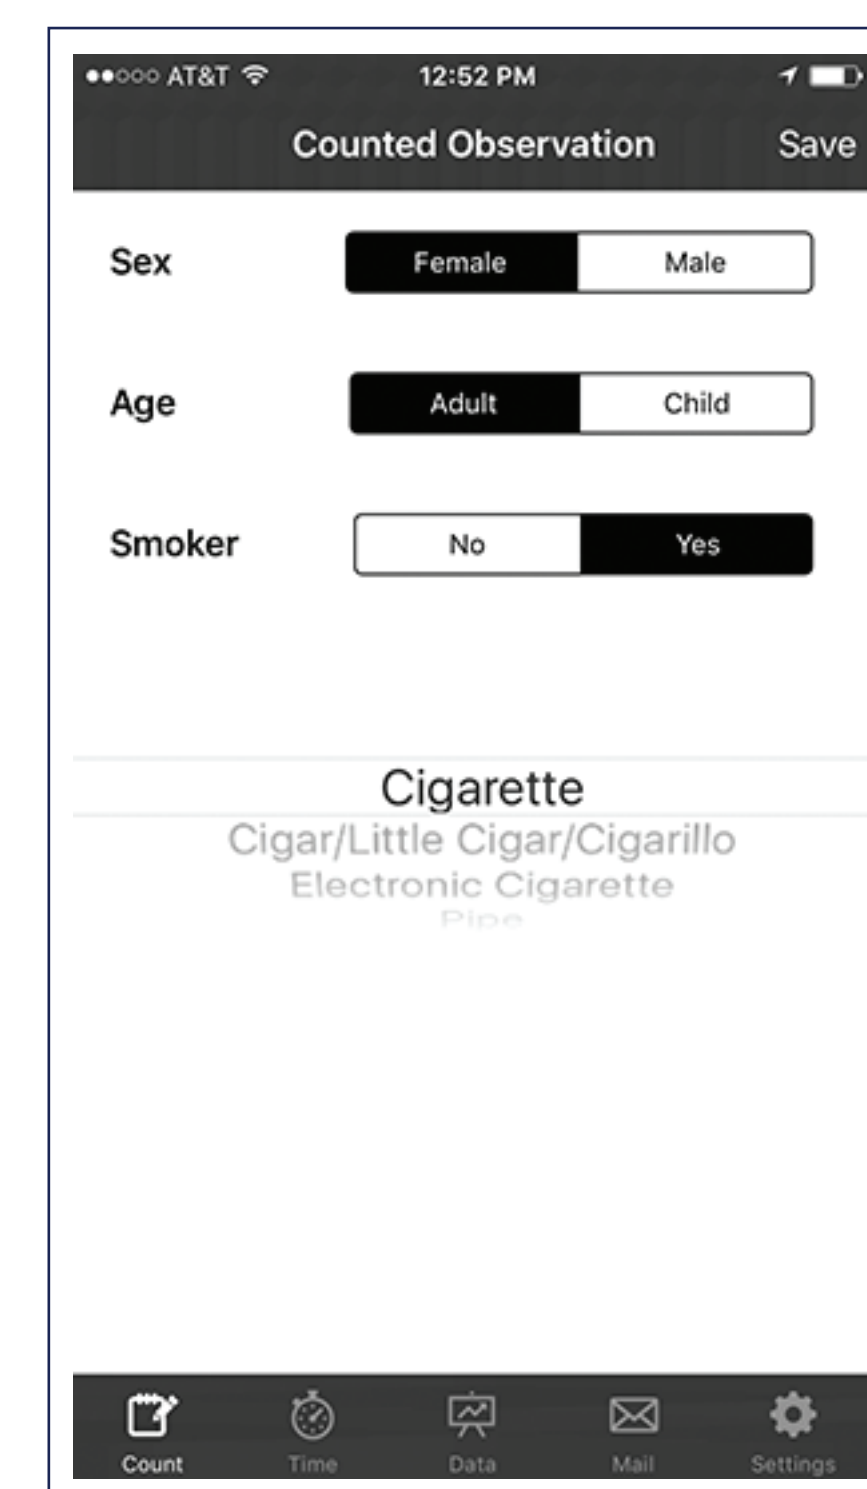 AT&T 12:52 PM
Counted Observation Save
Sex Female Male
Age Adult Child
Smoker No Yes
Cigarette
Cigar/Little Cigar/Cigarillo
Electronic Cigarette
Pipe
Count Time Data Mail Settings